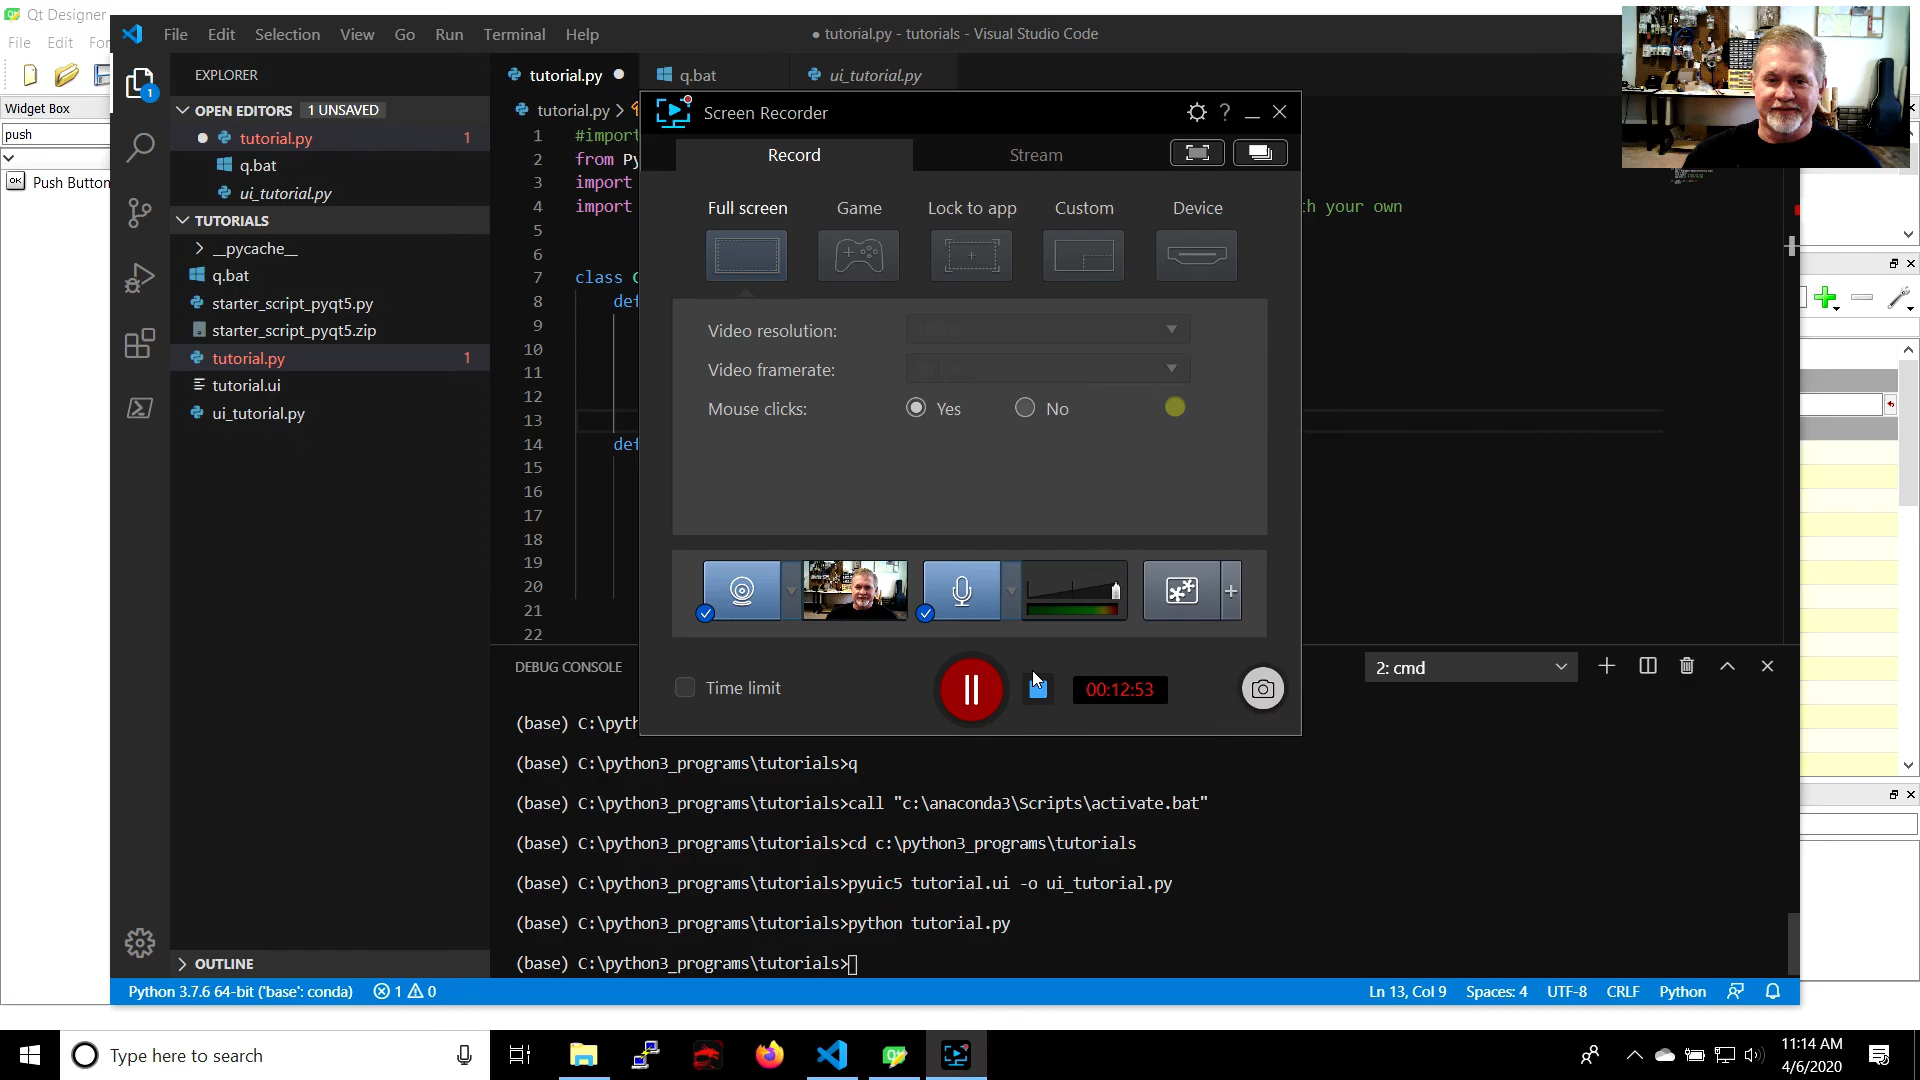 Qt Designer
File Edit For
Widget Box
push
OK Push Button
File Edit Selection View Go Run Terminal Help
● tutorial.py - tutorials - Visual Studio Code
EXPLORER
OPEN EDITORS 1 UNSAVED
tutorial.py 1
q.bat
ui_tutorial.py
TUTORIALS
__pycache__
q.bat
starter_script_pyqt5.py
starter_script_pyqt5.zip
tutorial.py 1
tutorial.ui
ui_tutorial.py
OUTLINE
1
tutorial.py q.bat ui_tutorial.py
tutorial.py >
1 #import
2 from Py
3 import
4 import h your own
5
6
7 class
8 def
9
10
11
12
13
14 def
15
16
17
18
19
20
21
22
Screen Recorder ?
Record Stream
Full screen Game Lock to app Custom Device
Video resolution:
Video framerate:
Mouse clicks: Yes No
Time limit 00:12:53
DEBUG CONSOLE 2: cmd
(base) C:\pyth
(base) C:\python3_programs\tutorials>q
(base) C:\python3_programs\tutorials>call "c:\anaconda3\Scripts\activate.bat"
(base) C:\python3_programs\tutorials>cd c:\python3_programs\tutorials
(base) C:\python3_programs\tutorials>pyuic5 tutorial.ui -o ui_tutorial.py
(base) C:\python3_programs\tutorials>python tutorial.py
(base) C:\python3_programs\tutorials>
Python 3.7.6 64-bit ('base': conda) 1 0 Ln 13, Col 9 Spaces: 4 UTF-8 CRLF Python
Type here to search
11:14 AM
4/6/2020